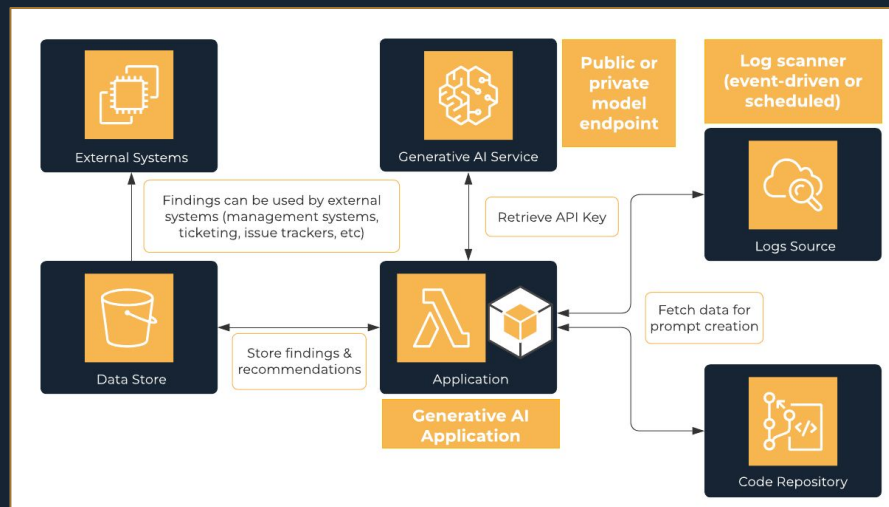 External Systems
Generative AI Service
Public or
private
model
endpoint
Log scanner
(event-driven or
scheduled)
Logs Source
Findings can be used by external
systems (management systems,
ticketing, issue trackers, etc)
Retrieve API Key
Data Store
Store findings &
recommendations
Application
Generative AI
Application
Fetch data for
prompt creation
Code Repository